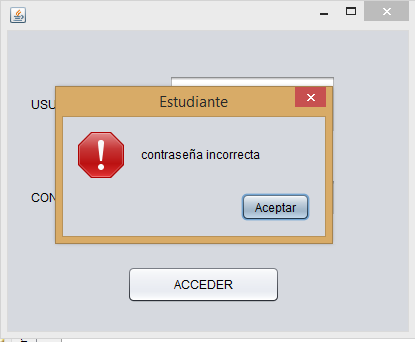 Estudiante
USU
contraseña incorrecta
CON
Aceptar
ACCEDER